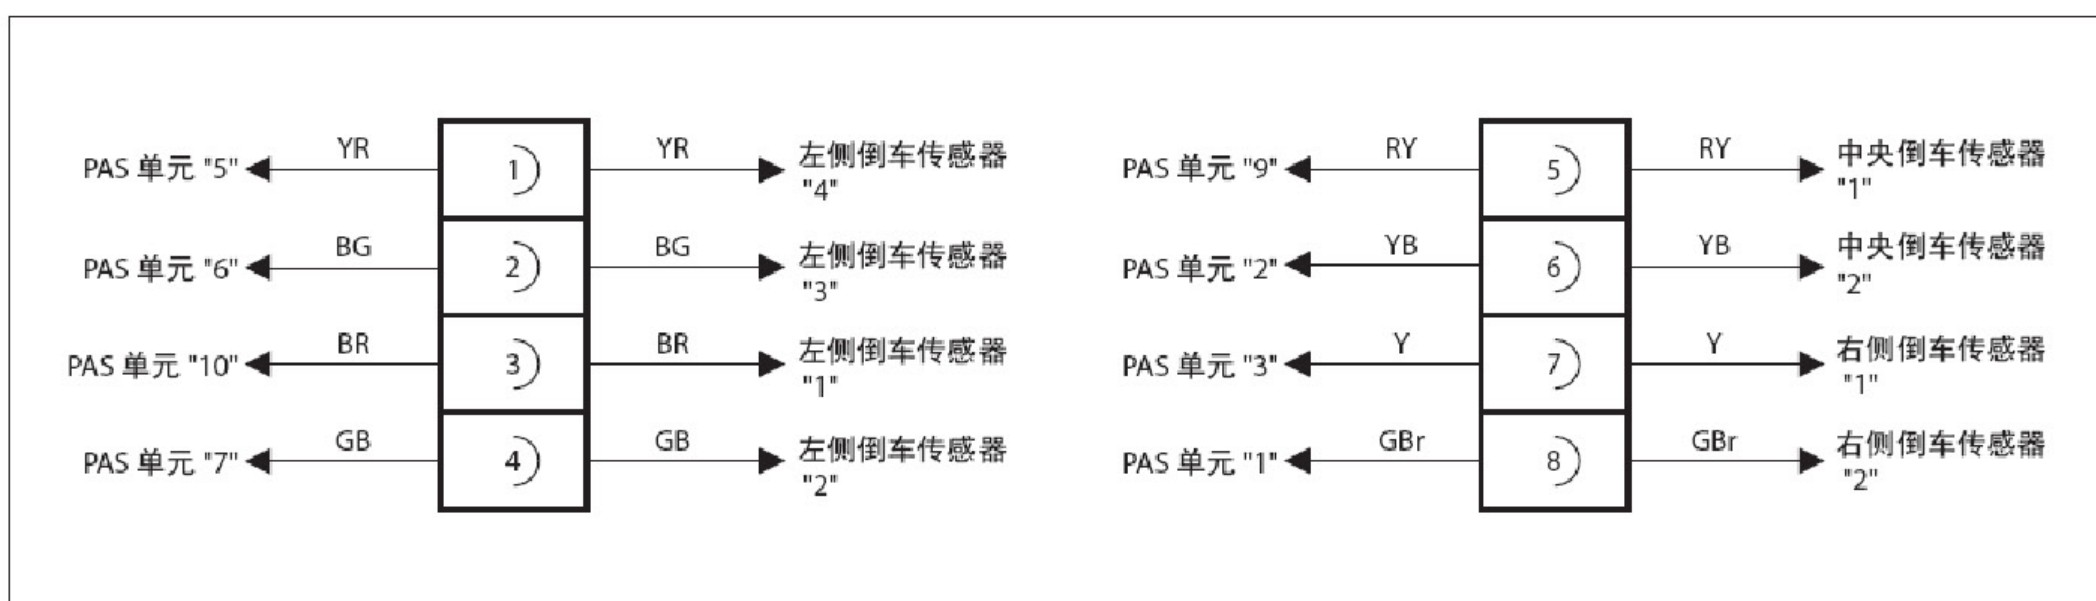 PAS 单元 "5" YR 1 YR 左侧倒车传感器
"4"
PAS 单元 "6" BG 2 BG 左侧倒车传感器
"3"
PAS 单元 "10" BR 3 BR 左侧倒车传感器
"1"
PAS 单元 "7" GB 4 GB 左侧倒车传感器
"2"
PAS 单元 "9" RY 5 RY 中央倒车传感器
"1"
PAS 单元 "2" YB 6 YB 中央倒车传感器
"2"
PAS 单元 "3" Y 7 Y 右侧倒车传感器
"1"
PAS 单元 "1" GBr 8 GBr 右侧倒车传感器
"2"